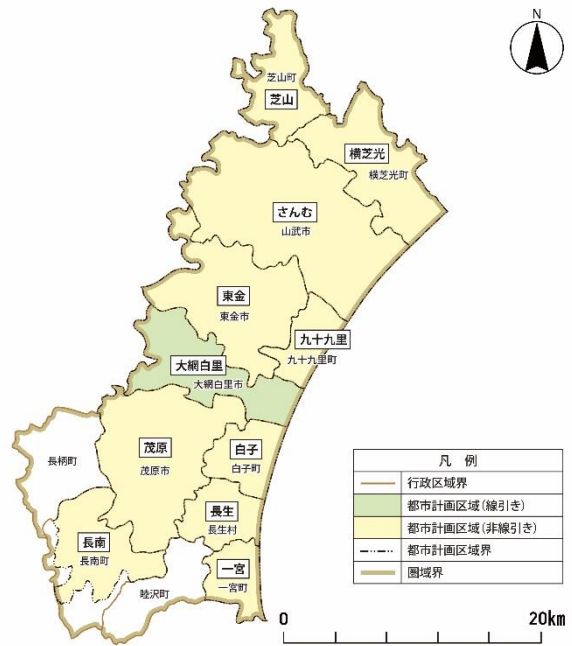 N
芝山町
芝山
横芝光
横芝光町
さんむ
山武市
東金
東金市
九十九里
九十九里町
大網白里
大網白里市
長柄町
茂原
茂原市
白子
白子町
長生
長生村
長南
長南町
一宮
一宮町
睦沢町
凡 例
行政区域界
都市計画区域(線引き)
都市計画区域(非線引き)
都市計画区域界
圏域界
0 20km